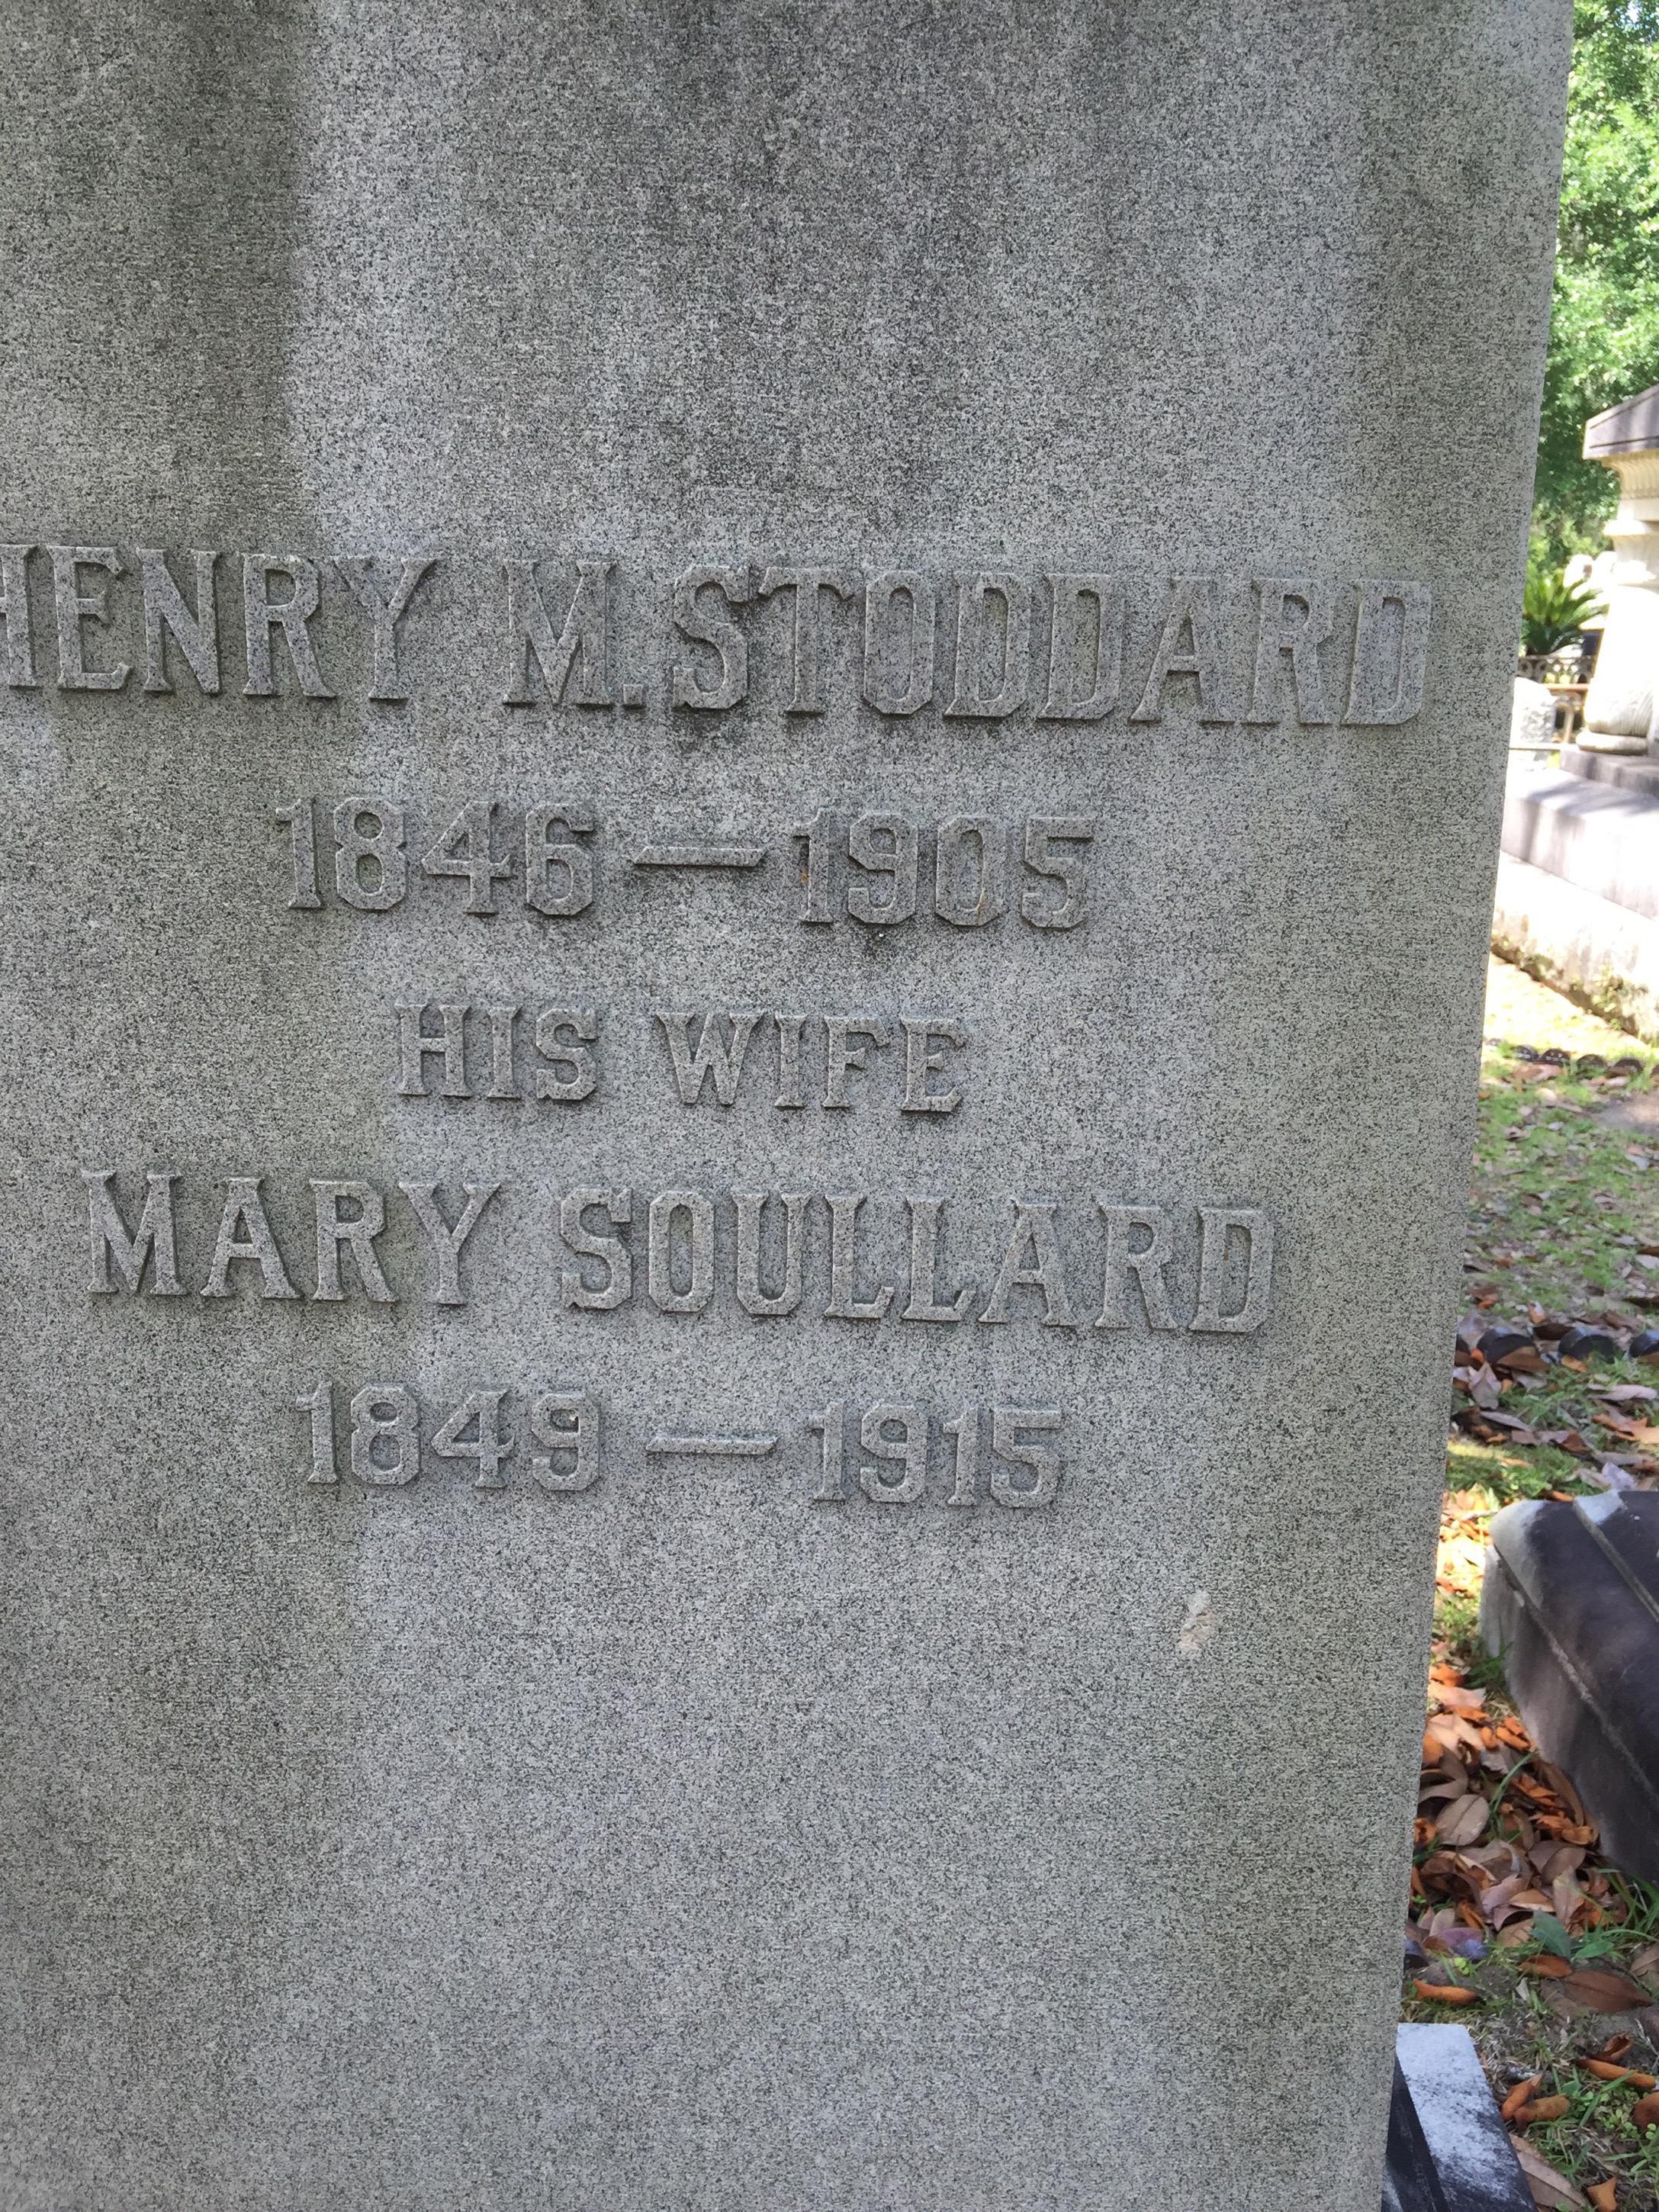 HENRY M. STODDARD
1846 — 1905
HIS WIFE
MARY SOULLARD
1849 — 1915